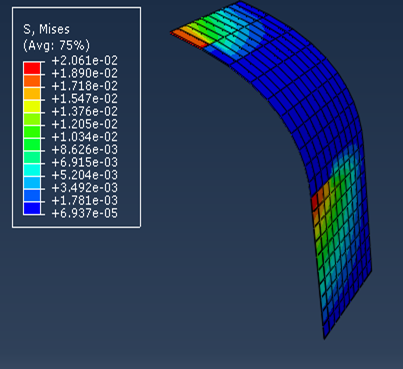 S, Mises
(Avg: 75%)
+2.061e-02
+1.890e-02
+1.718e-02
+1.547e-02
+1.376e-02
+1.205e-02
+1.034e-02
+8.626e-03
+6.915e-03
+5.204e-03
+3.492e-03
+1.781e-03
+6.937e-05